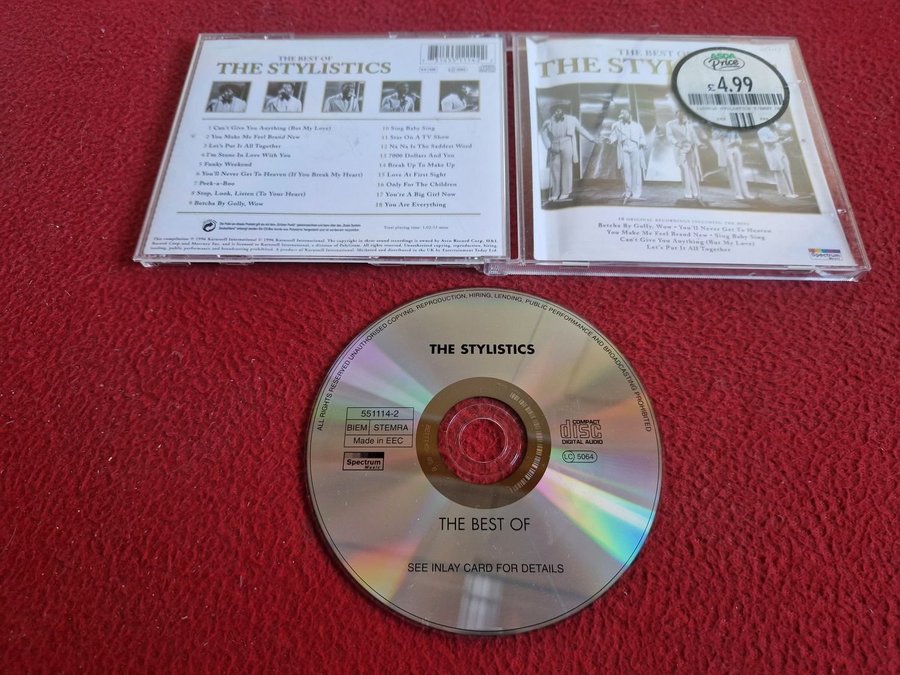 THE BEST OF
THE STYLISTICS
1 Can't Give You Anything (But My Love)
2 You Make Me Feel Brand New
3 Let's Put It All Together
4 I'm Stone In Love With You
5 Funky Weekend
6 You'll Never Get To Heaven (If You Break My Heart)
7 Peek-a-Boo
8 Stop, Look, Listen (To Your Heart)
9 Betcha By Golly, Wow
10 Sing Baby Sing
11 Star On A TV Show
12 Na Na Is The Saddest Word
13 7000 Dollars And You
14 Break Up To Make Up
15 Love At First Sight
16 Only For The Children
17 You're A Big Girl Now
18 You Are Everything
THE BEST OF
THE STYL
ASDA
Price
£4.99
18 ORIGINAL RECORDINGS INCLUDING THE HITS
Betcha By Golly, Wow • You'll Never Get To Heaven
You Make Me Feel Brand New • Sing Baby Sing
Can't Give You Anything (But My Love)
Let's Put It All Together
Spectrum
Music
ALL RIGHTS RESERVED UNAUTHORISED COPYING, REPRODUCTION, HIRING, LENDING, PUBLIC PERFORMANCE AND BROADCASTING PROHIBITED
THE STYLISTICS
551114-2
BIEM STEMRA
Made in EEC
Spectrum
Music
COMPACT
disc
DIGITAL AUDIO
LC 5064
THE BEST OF
SEE INLAY CARD FOR DETAILS